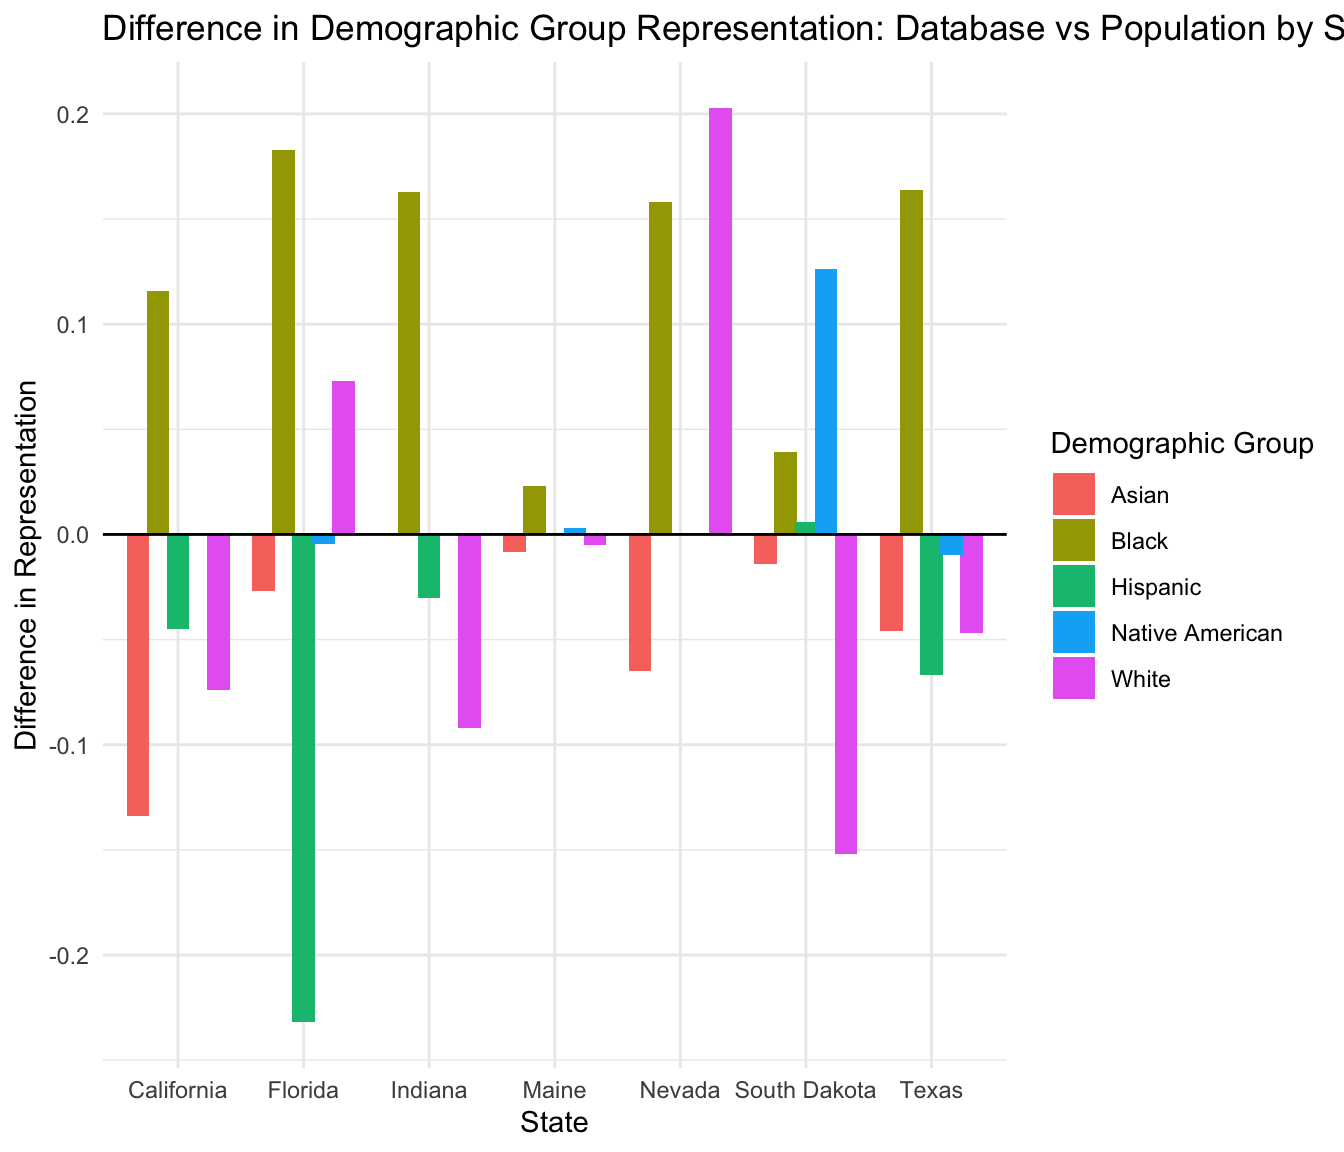 Difference in Demographic Group Representation: Database vs Population by S
0.2
0.1
0.0
-0.1
-0.2
Difference in Representation
California Florida Indiana Maine Nevada South Dakota Texas
State
Demographic Group
Asian
Black
Hispanic
Native American
White